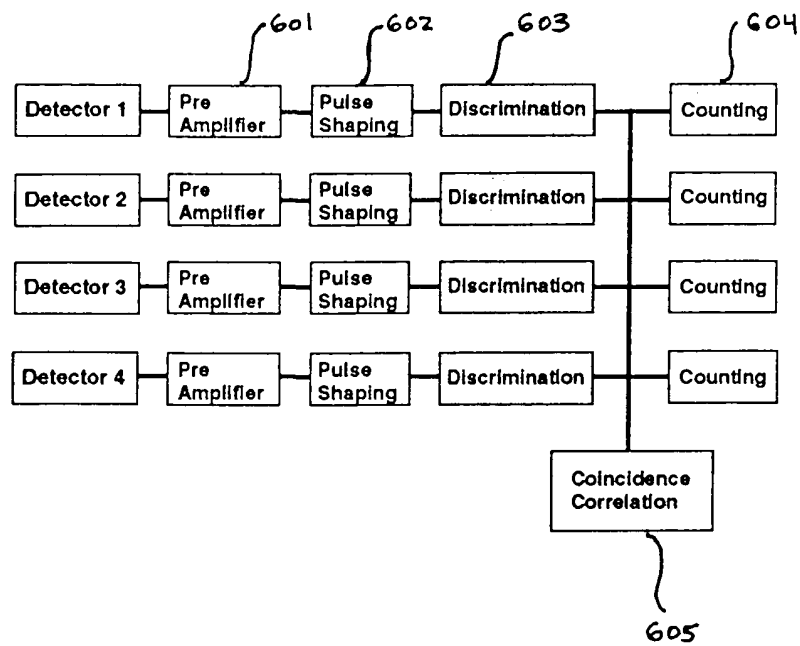 601 602 603 604
Detector 1 Pre Amplifier Pulse Shaping Discrimination Counting
Detector 2 Pre Amplifier Pulse Shaping Discrimination Counting
Detector 3 Pre Amplifier Pulse Shaping Discrimination Counting
Detector 4 Pre Amplifier Pulse Shaping Discrimination Counting
Coincidence
Correlation
605